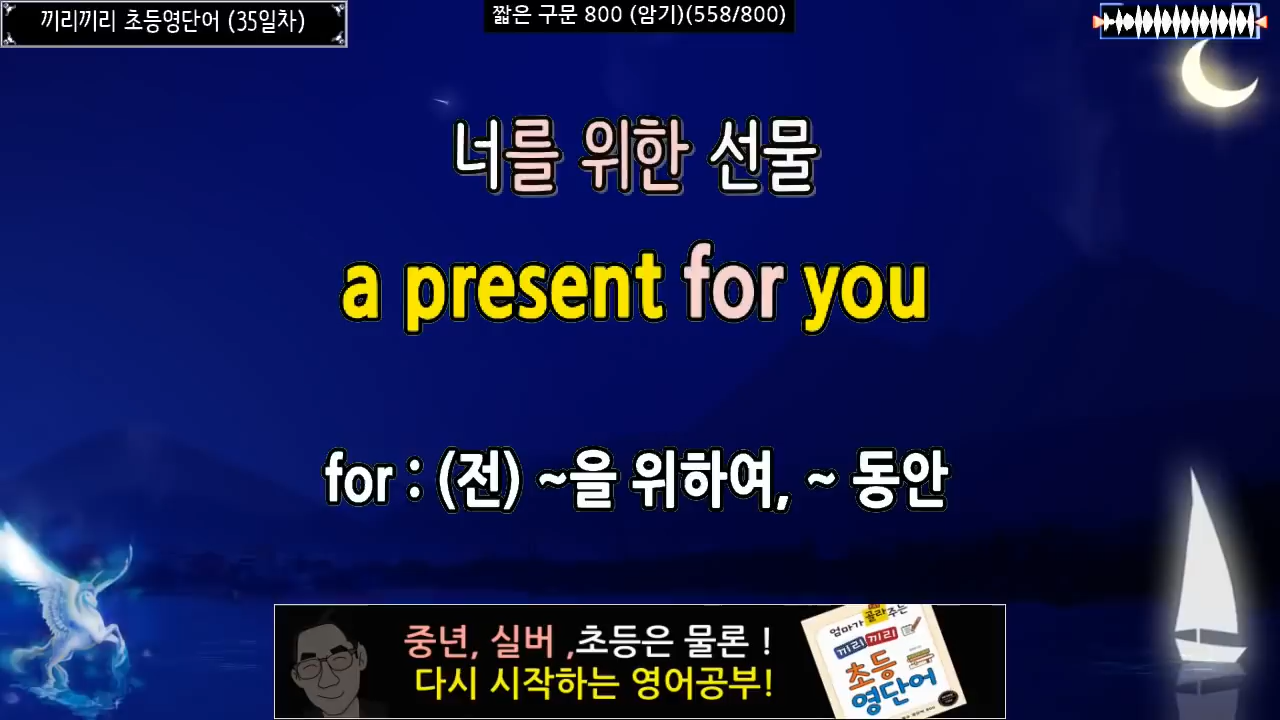 끼리끼리 초등영단어 (35일차)
짧은 구문 800 (암기)(558/800)
너를 위한 선물
a present for you
for : (전) ~을 위하여, ~ 동안
중년, 실버 ,초등은 물론 !
다시 시작하는 영어공부!
엄마가 골라주는
끼리끼리
초등
영단어